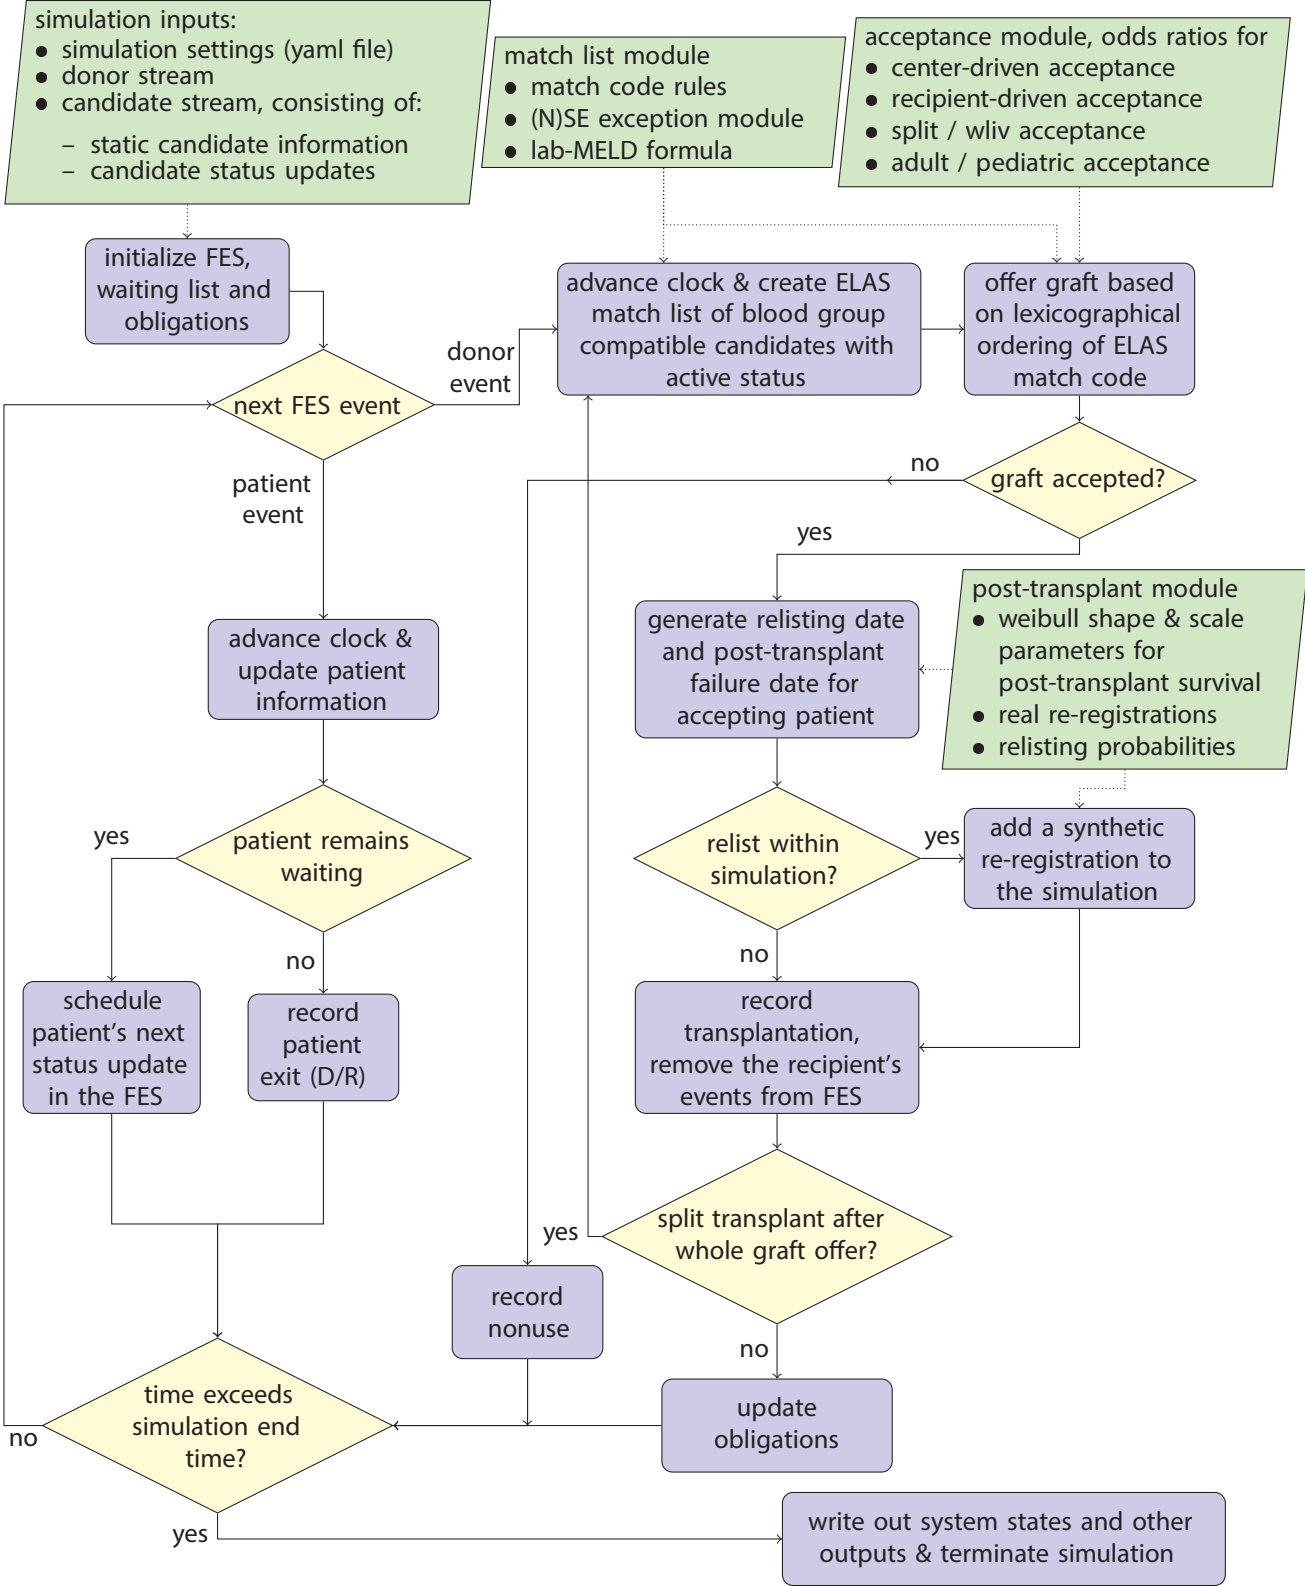 simulation inputs:
● simulation settings (yaml file)
● donor stream
● candidate stream, consisting of:
– static candidate information
– candidate status updates
match list module
● match code rules
● (N)SE exception module
● lab-MELD formula
acceptance module, odds ratios for
● center-driven acceptance
● recipient-driven acceptance
● split / wliv acceptance
● adult / pediatric acceptance
initialize FES,
waiting list and
obligations
advance clock & create ELAS
match list of blood group
compatible candidates with
active status
offer graft based
on lexicographical
ordering of ELAS
match code
donor
event
next FES event
patient
event
no
graft accepted?
yes
post-transplant module
● weibull shape & scale
parameters for
post-transplant survival
● real re-registrations
● relisting probabilities
generate relisting date
and post-transplant
failure date for
accepting patient
advance clock &
update patient
information
yes
patient remains
waiting
no
relist within
simulation?
yes
add a synthetic
re-registration to
the simulation
no
schedule
patient's next
status update
in the FES
record
patient
exit (D/R)
record
transplantation,
remove the recipient's
events from FES
yes
split transplant after
whole graft offer?
record
nonuse
no
time exceeds
simulation end
time?
no
update
obligations
yes
write out system states and other
outputs & terminate simulation